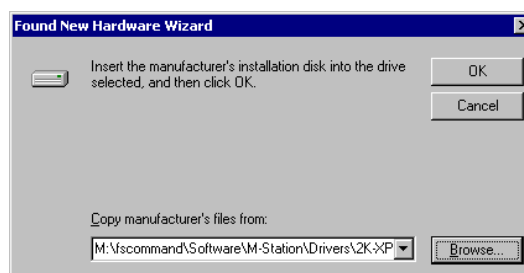 Found New Hardware Wizard
Insert the manufacturer's installation disk into the drive
selected, and then click OK.
OK
Cancel
Copy manufacturer's files from:
M:\fscommand\Software\M-Station\Drivers\2K-XP
Browse...